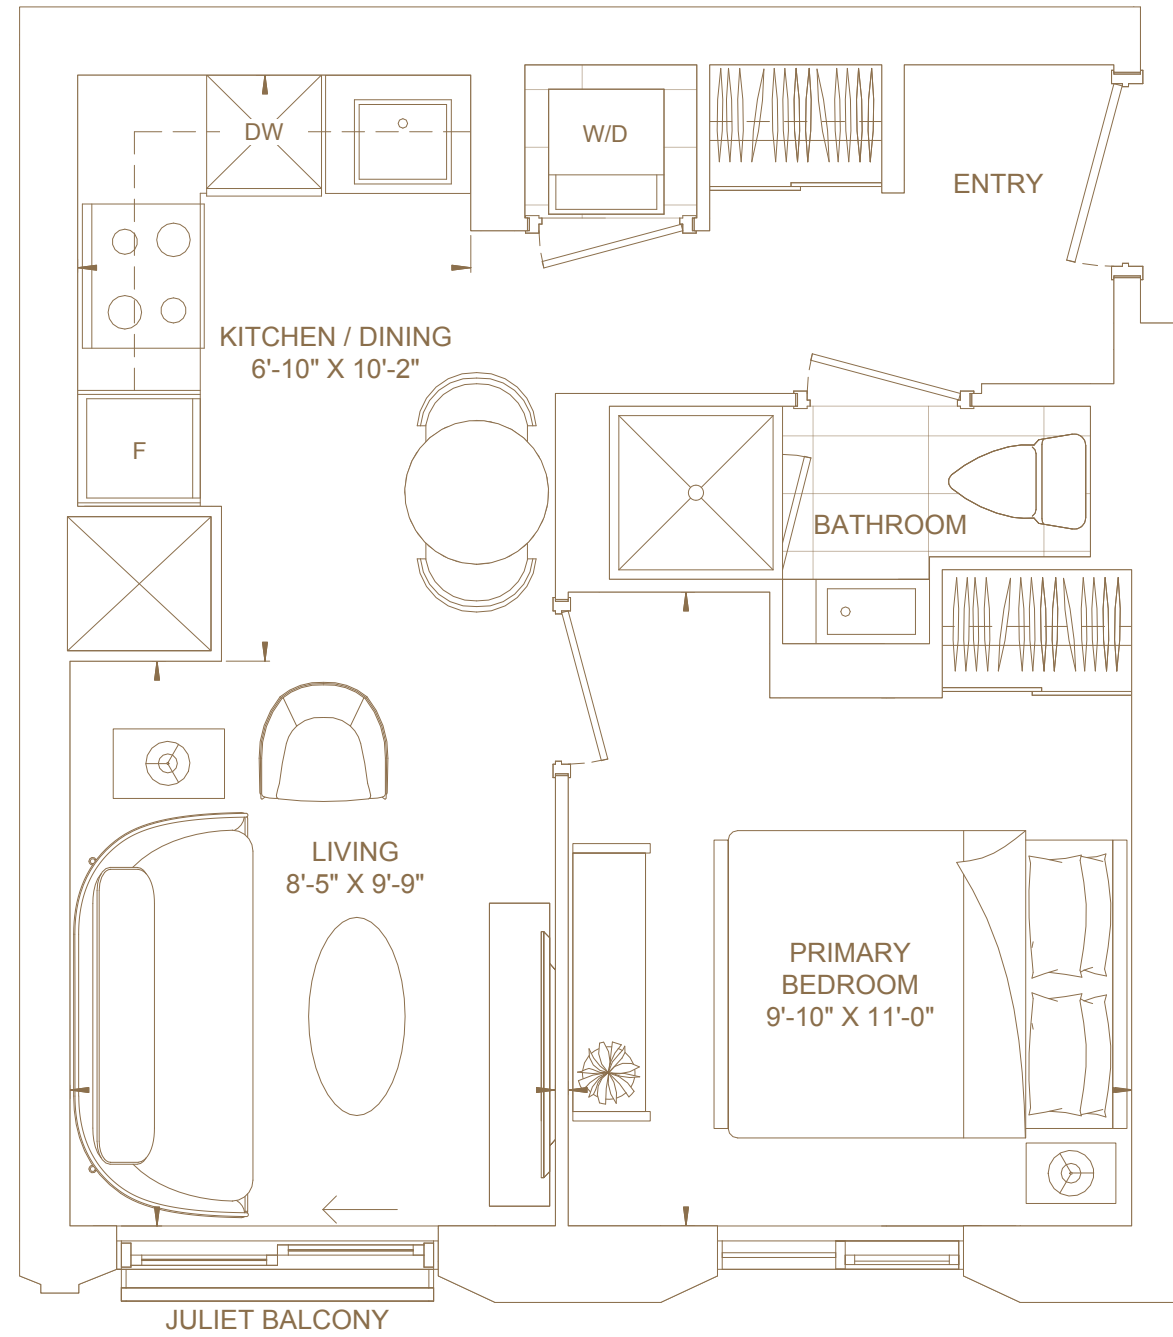 DW
W/D
ENTRY
KITCHEN / DINING
6'-10" X 10'-2"
F
BATHROOM
LIVING
8'-5" X 9'-9"
PRIMARY
BEDROOM
9'-10" X 11'-0"
JULIET BALCONY